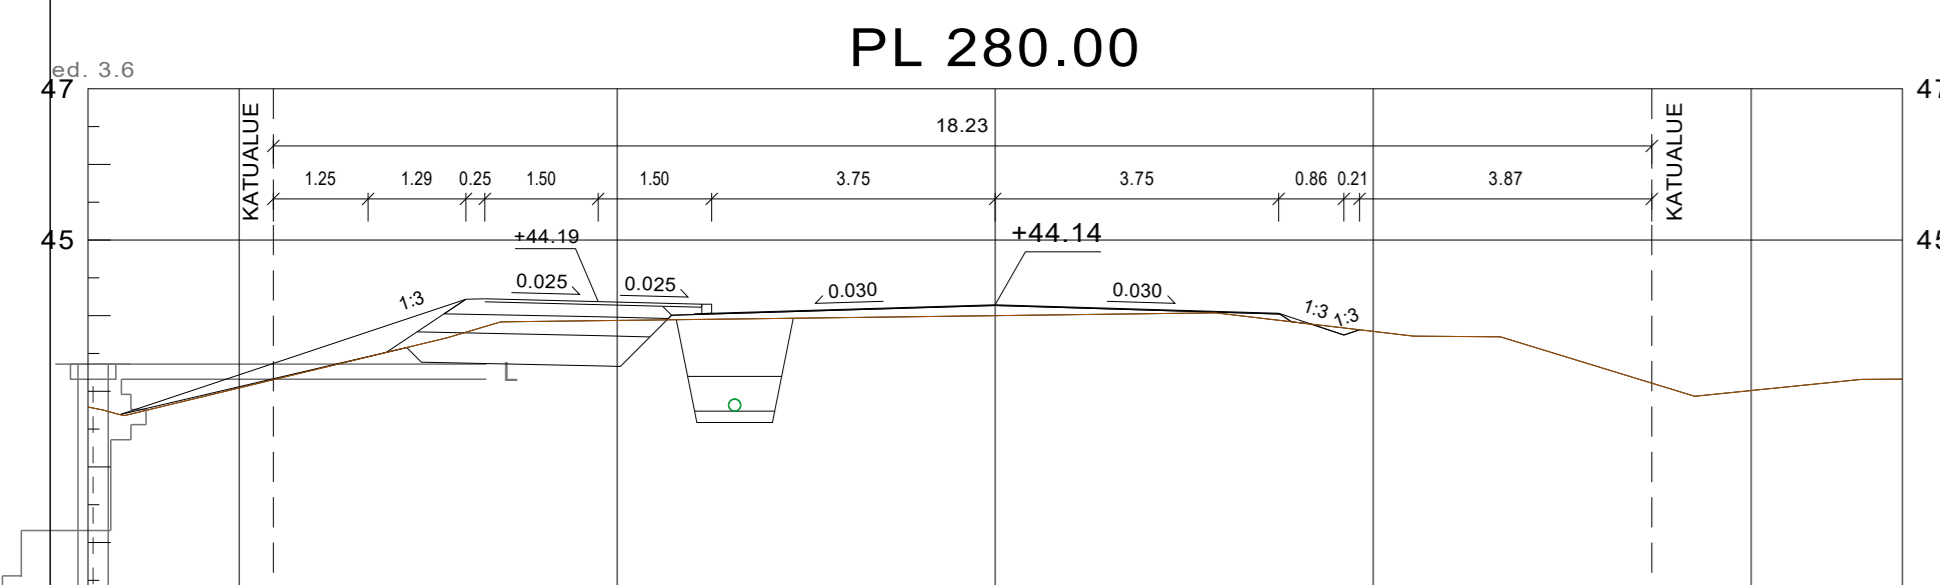 PL 280.00
ed. 3.6
47 47
KATUALUE KATUALUE
18.23
1.25 1.29 0.25 1.50 1.50 3.75 3.75 0.86 0.21 3.87
45 45
+44.19 +44.14
1:3 0.025 0.025 0.030 0.030 1:3 1:3
L